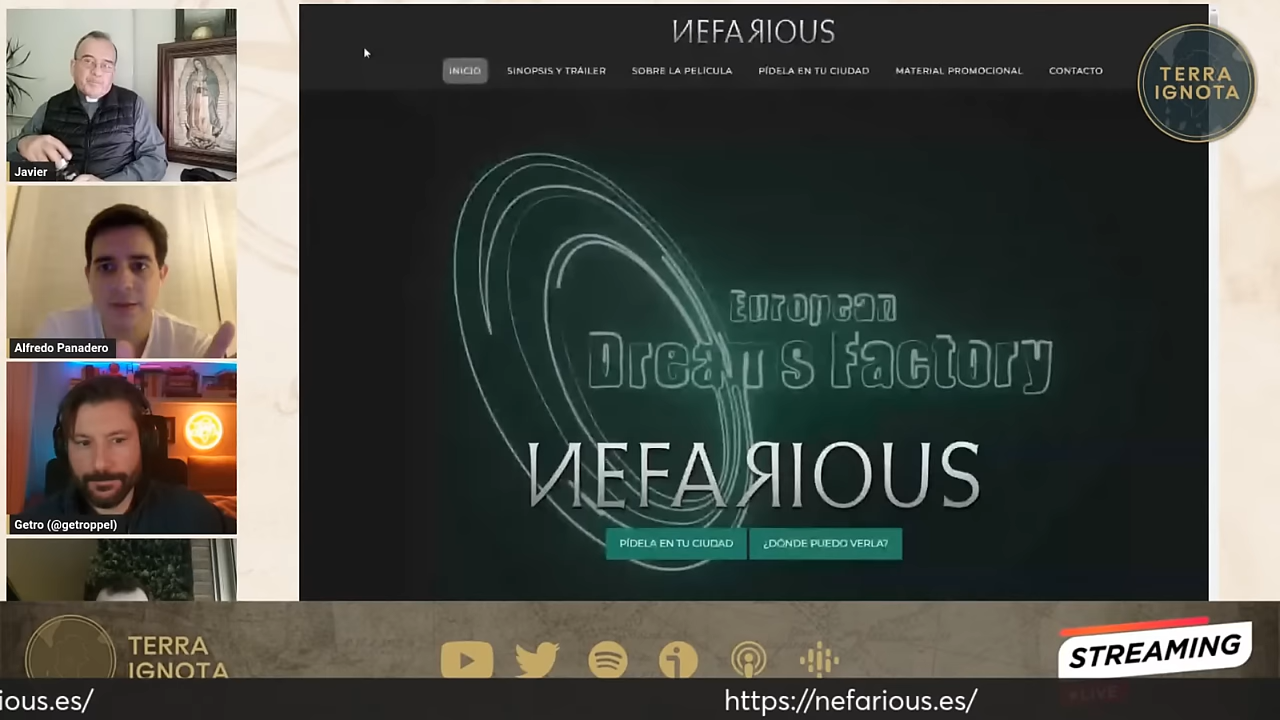 Javier
Alfredo Panadero
Getro (@getroppel)
NEFARIOUS
INICIO
SINOPSIS Y TRÁILER
SOBRE LA PELÍCULA
PÍDELA EN TU CIUDAD
MATERIAL PROMOCIONAL
CONTACTO
TERRA
IGNOTA
European
Dreams Factory
NEFARIOUS
PÍDELA EN TU CIUDAD
¿DÓNDE PUEDO VERLA?
TERRA
IGNOTA
STREAMING
LIVE
ious.es/
https://nefarious.es/